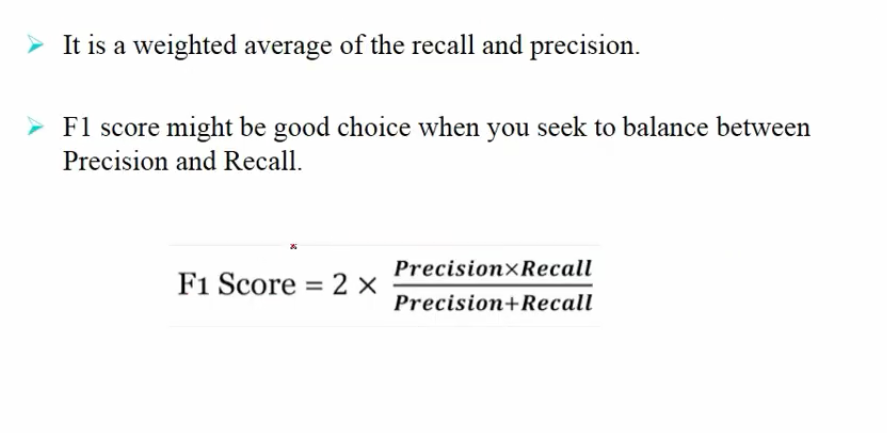 It is a weighted average of the recall and precision.
F1 score might be good choice when you seek to balance between
Precision and Recall.
F1 Score = 2 × Precision×Recall
Precision+Recall